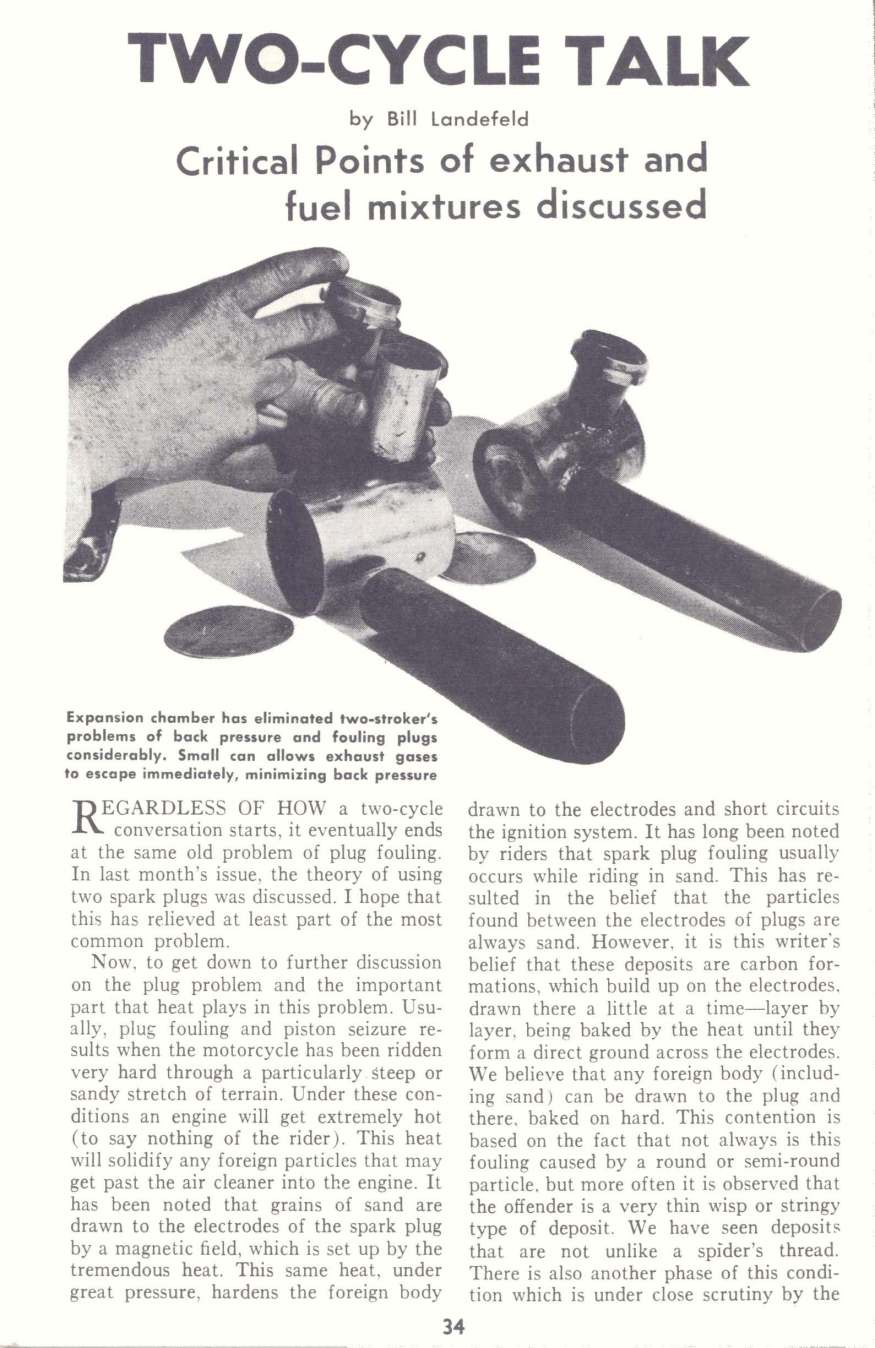 TWO-CYCLE TALK
by Bill Landefeld
Critical Points of exhaust and
fuel mixtures discussed
Expansion chamber has eliminated two-stroker's
problems of back pressure and fouling plugs
considerably. Small can allows exhaust gases
to escape immediately, minimizing back pressure
REGARDLESS OF HOW a two-cycle
conversation starts, it eventually ends
at the same old problem of plug fouling.
In last month's issue, the theory of using
two spark plugs was discussed. I hope that
this has relieved at least part of the most
common problem.
Now, to get down to further discussion
on the plug problem and the important
part that heat plays in this problem. Usu-
ally, plug fouling and piston seizure re-
sults when the motorcycle has been ridden
very hard through a particularly steep or
sandy stretch of terrain. Under these con-
ditions an engine will get extremely hot
(to say nothing of the rider). This heat
will solidify any foreign particles that may
get past the air cleaner into the engine. It
has been noted that grains of sand are
drawn to the electrodes of the spark plug
by a magnetic field, which is set up by the
tremendous heat. This same heat, under
great pressure, hardens the foreign body
drawn to the electrodes and short circuits
the ignition system. It has long been noted
by riders that spark plug fouling usually
occurs while riding in sand. This has re-
sulted in the belief that the particles
found between the electrodes of plugs are
always sand. However, it is this writer's
belief that these deposits are carbon for-
mations, which build up on the electrodes,
drawn there a little at a time—layer by
layer, being baked by the heat until they
form a direct ground across the electrodes.
We believe that any foreign body (includ-
ing sand) can be drawn to the plug and
there, baked on hard. This contention is
based on the fact that not always is this
fouling caused by a round or semi-round
particle, but more often it is observed that
the offender is a very thin wisp or stringy
type of deposit. We have seen deposits
that are not unlike a spider's thread.
There is also another phase of this condi-
tion which is under close scrutiny by the
34